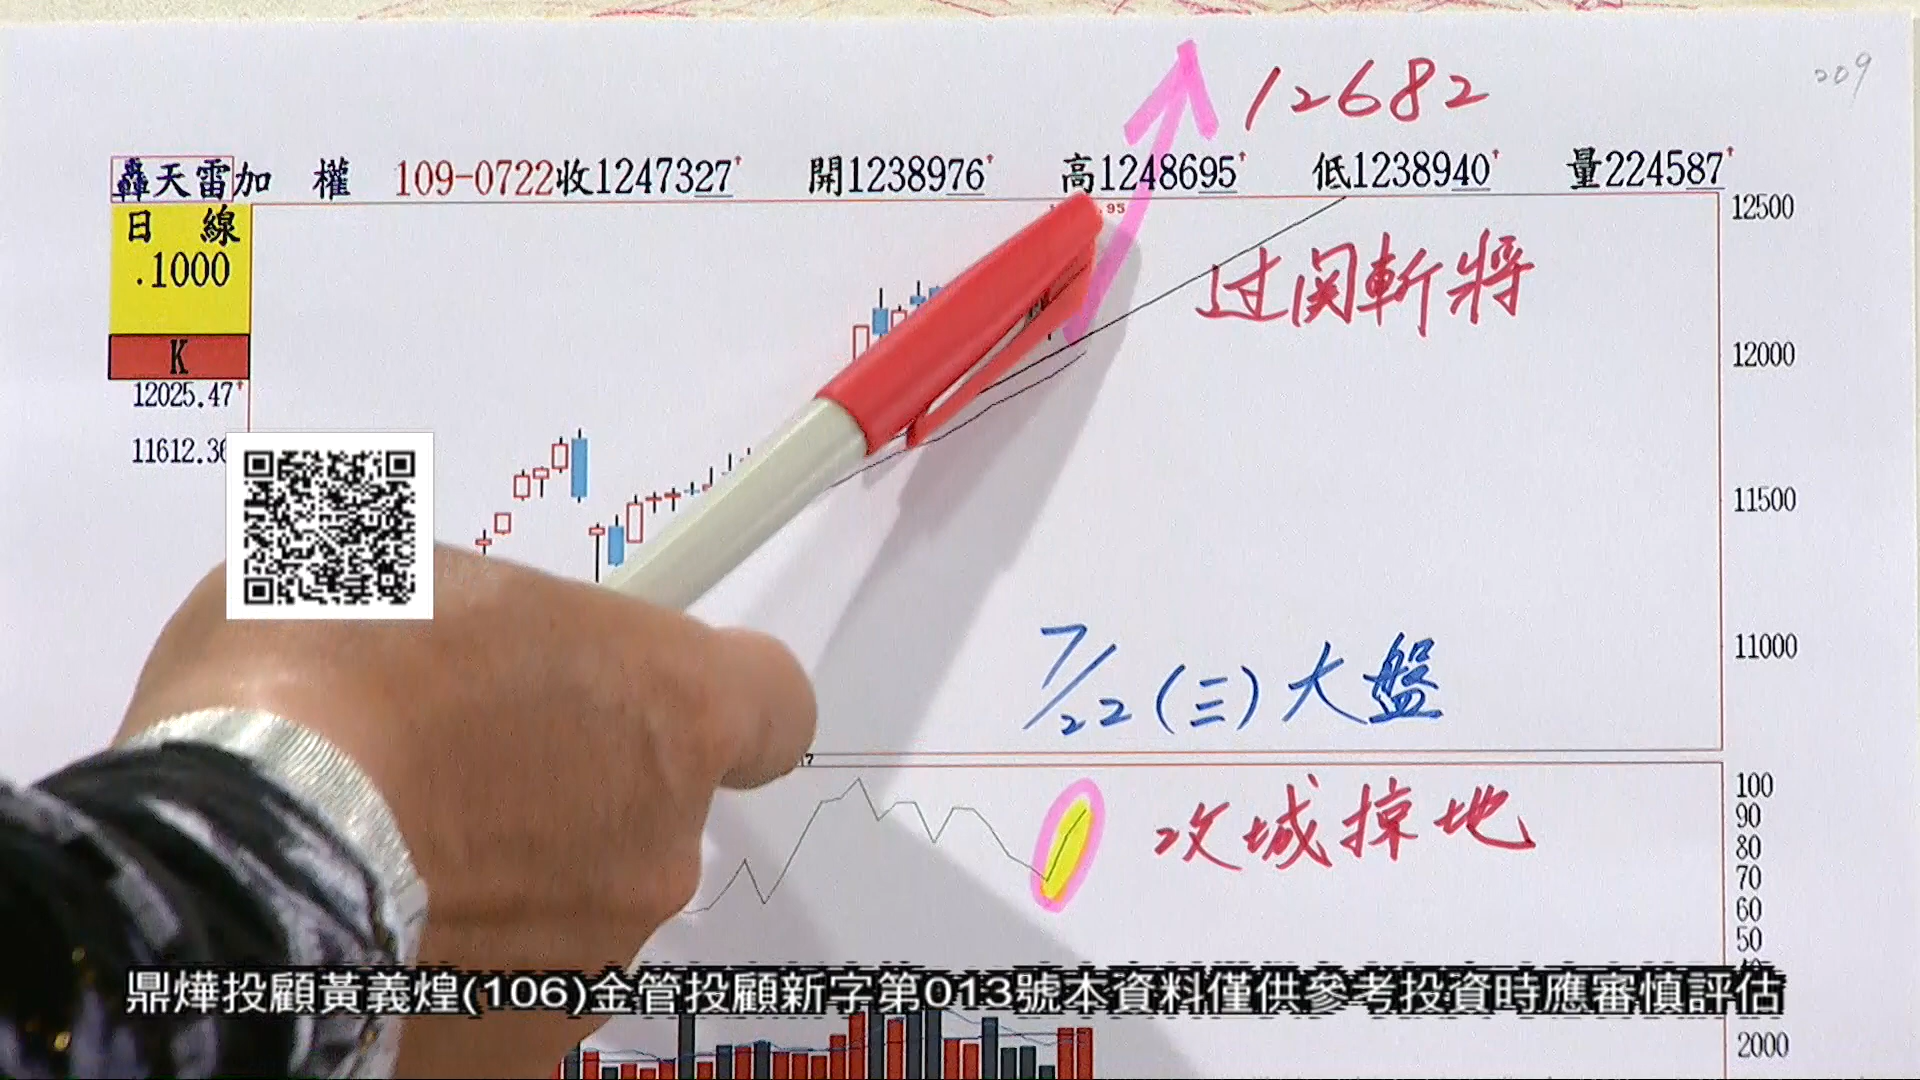 209
12682
轟天雷加 權 109-0722收1247327↑ 開1238976↑ 高1248695↑ 低1238940↑ 量224587↑
日 線
.1000
K
12025.47↑
11612.36
.95
12500
过関斬將
12000
11500
11000
7/22(三)大盤
17
攻城掠地
100
90
80
70
60
50
鼎燁投顧黃義煌(106)金管投顧新字第013號本資料僅供參考投資時應審慎評估
2000